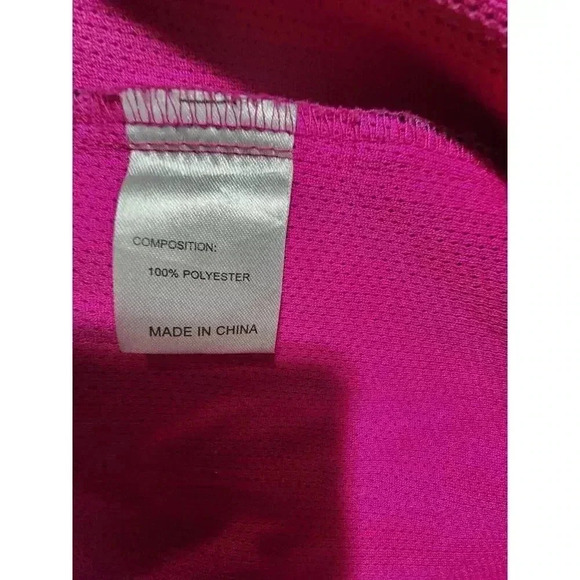 COMPOSITION:
100% POLYESTER
MADE IN CHINA